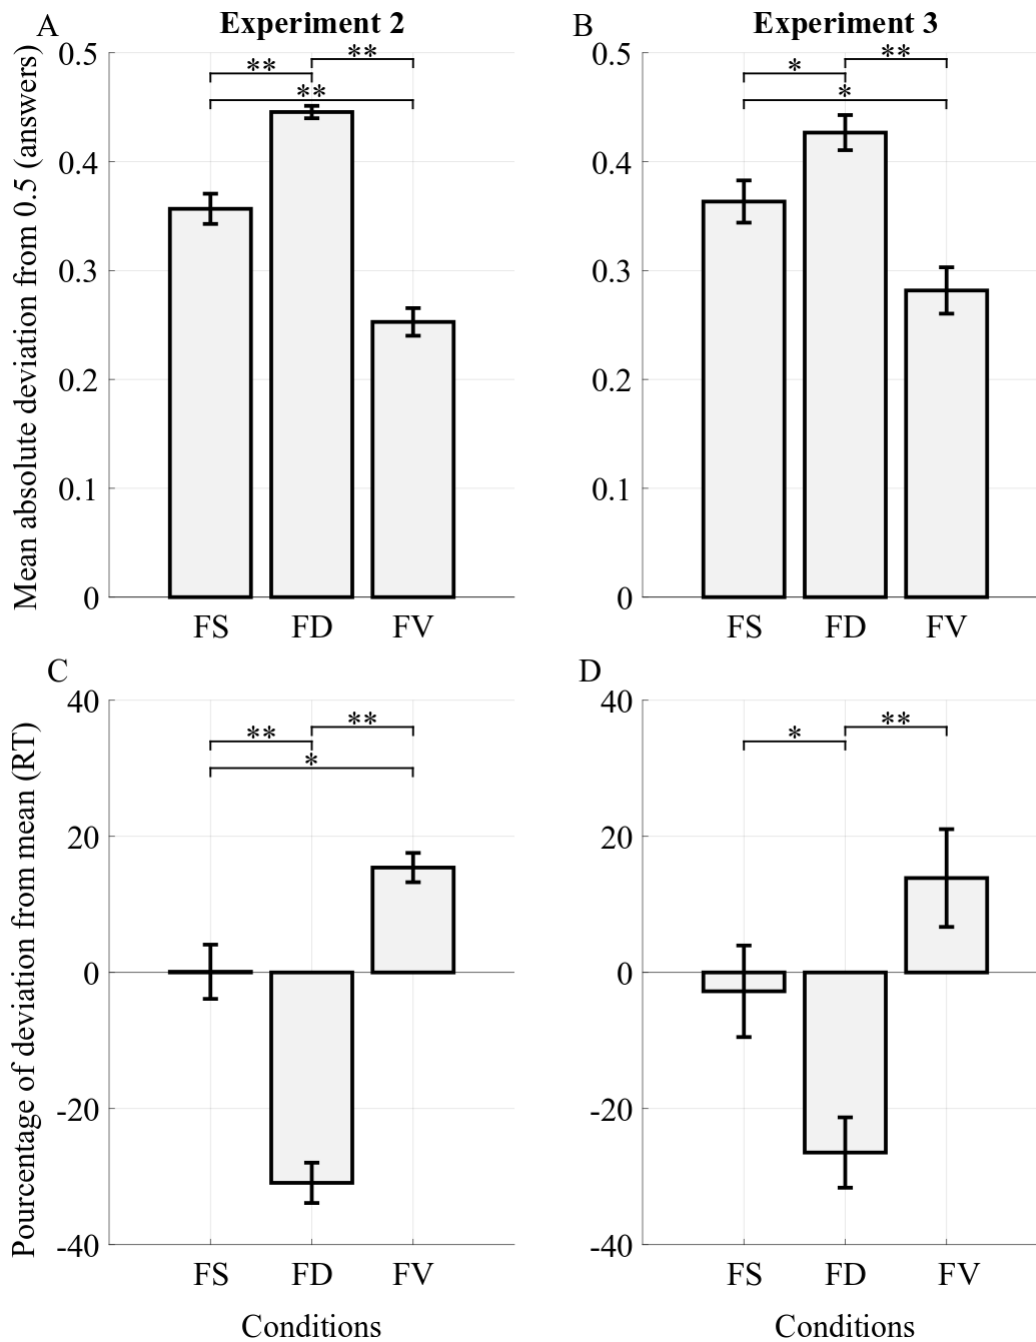 A
Experiment 2
Mean absolute deviation from 0.5 (answers)
0.5
0.4
0.3
0.2
0.1
0
**
**
**
FS FD FV
B
Experiment 3
0.5
0.4
0.3
0.2
0.1
0
*
**
*
FS FD FV
C
Pourcentage of deviation from mean (RT)
40
20
0
-20
-40
**
**
*
FS FD FV
Conditions
D
40
20
0
-20
-40
*
**
FS FD FV
Conditions